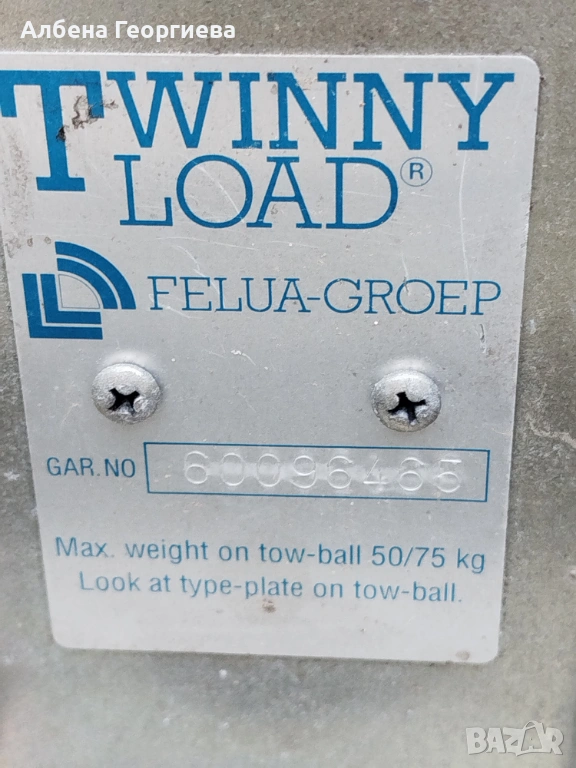 Албена Георгиева
TWINNY
LOAD®
FELUA-GROEP
GAR. NO 60096465
Max. weight on tow-ball 50/75 kg
Look at type-plate on tow-ball.
BAZAR